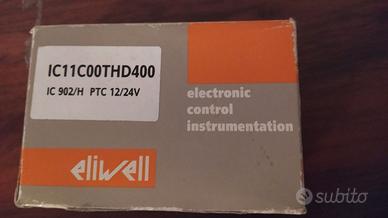 IC11C00THD400
IC 902/H PTC 12/24V
electronic
control
instrumentation
eliwell
subito